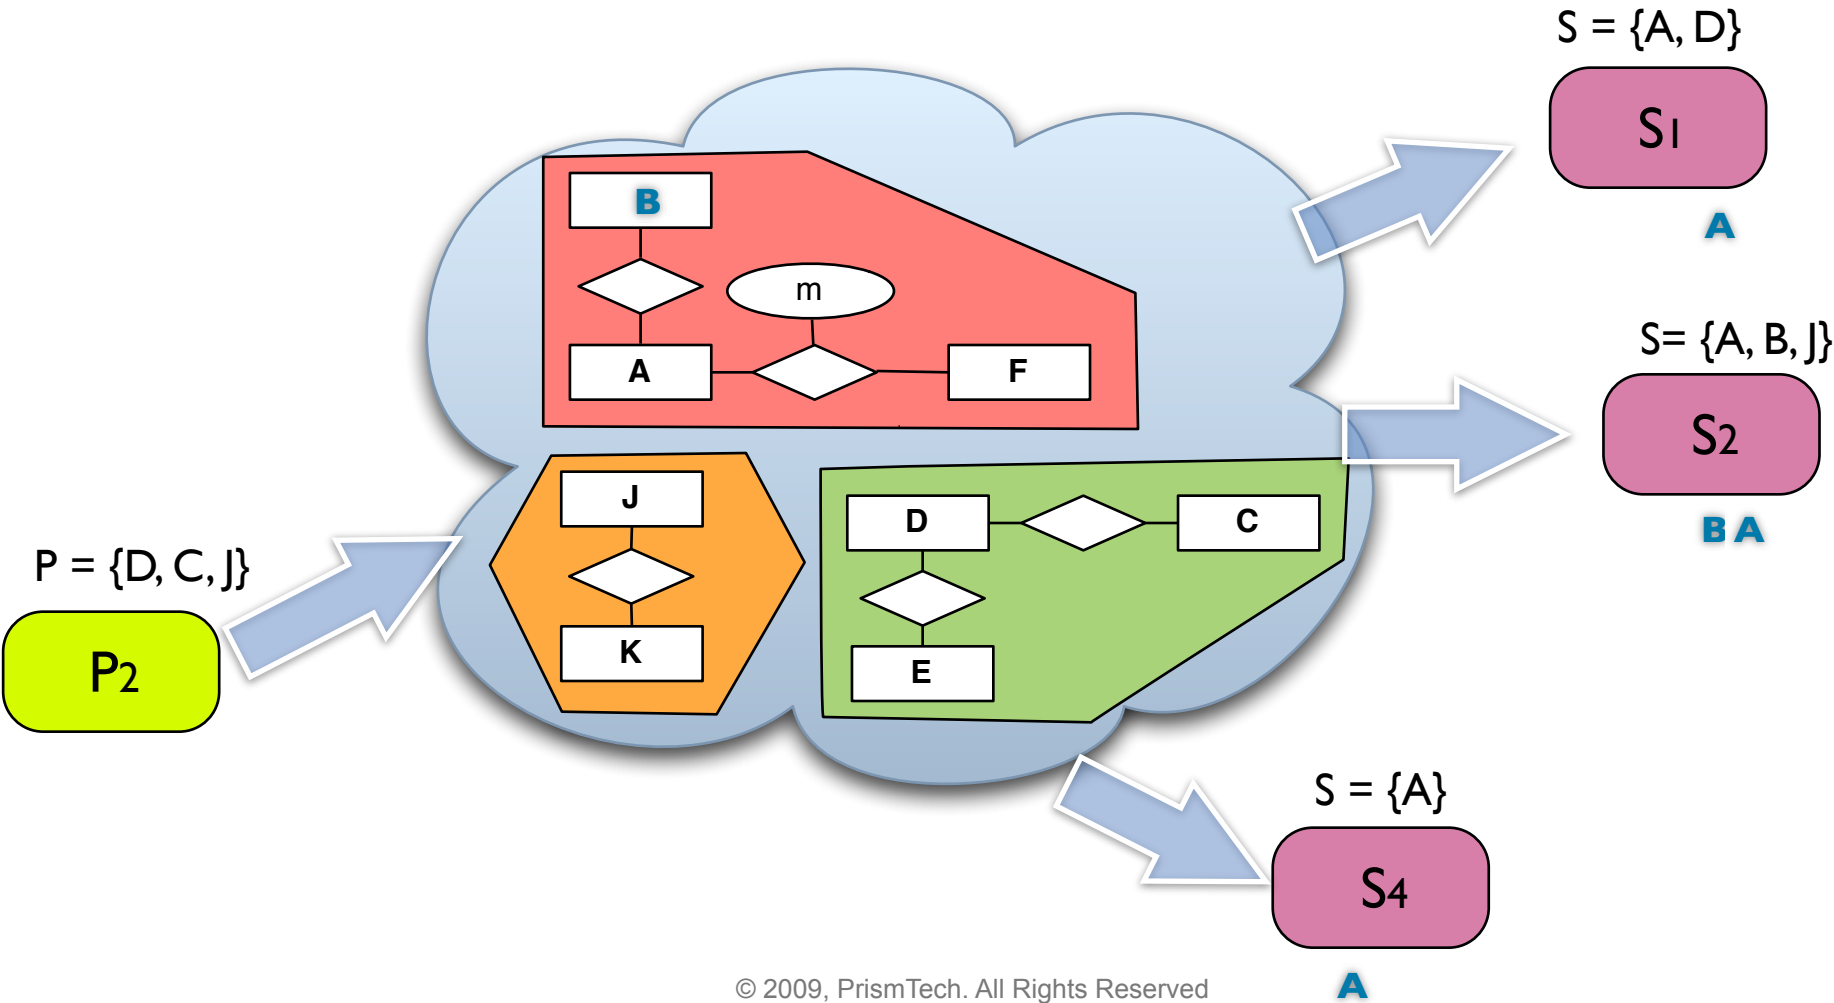 S = {A, D}
S1
A
B
m
A
F
S= {A, B, J}
S2
B A
J
D
C
P = {D, C, J}
K
E
P2
S = {A}
S4
© 2009, PrismTech. All Rights Reserved
A